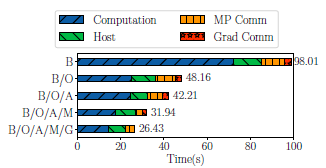 Computation MP Comm
Host Grad Comm
B 98.01
B/O 48.16
B/O/A 42.21
B/O/A/M 31.94
B/O/A/M/G 26.43
0 20 40 60 80 100
Time(s)